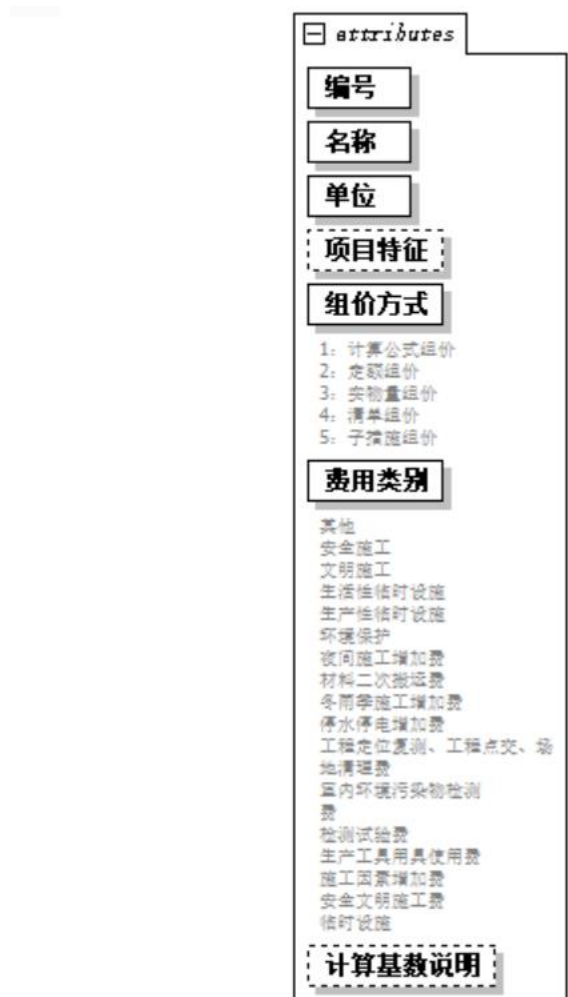 attributes
编号
名称
单位
项目特征
组价方式
1：计算公式组价
2：定额组价
3：实物量组价
4：清单组价
5：子措施组价
费用类别
其他
安全施工
文明施工
生活性临时设施
生产性临时设施
环境保护
夜间施工增加费
材料二次搬运费
冬雨季施工增加费
停水停电增加费
工程定位复测、工程点交、场
地清理费
室内环境污染物检测
费
检测试验费
生产工具用具使用费
施工因素增加费
安全文明施工费
临时设施
计算基数说明